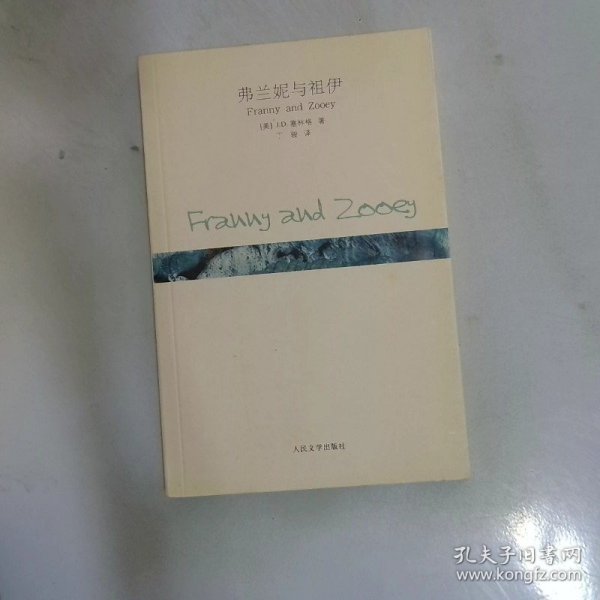 弗兰妮与祖伊
Franny and Zooey
[美] J.D.塞林格 著
丁骏 译
Franny and Zooey
人民文学出版社
孔夫子旧书网
www.kongfz.com